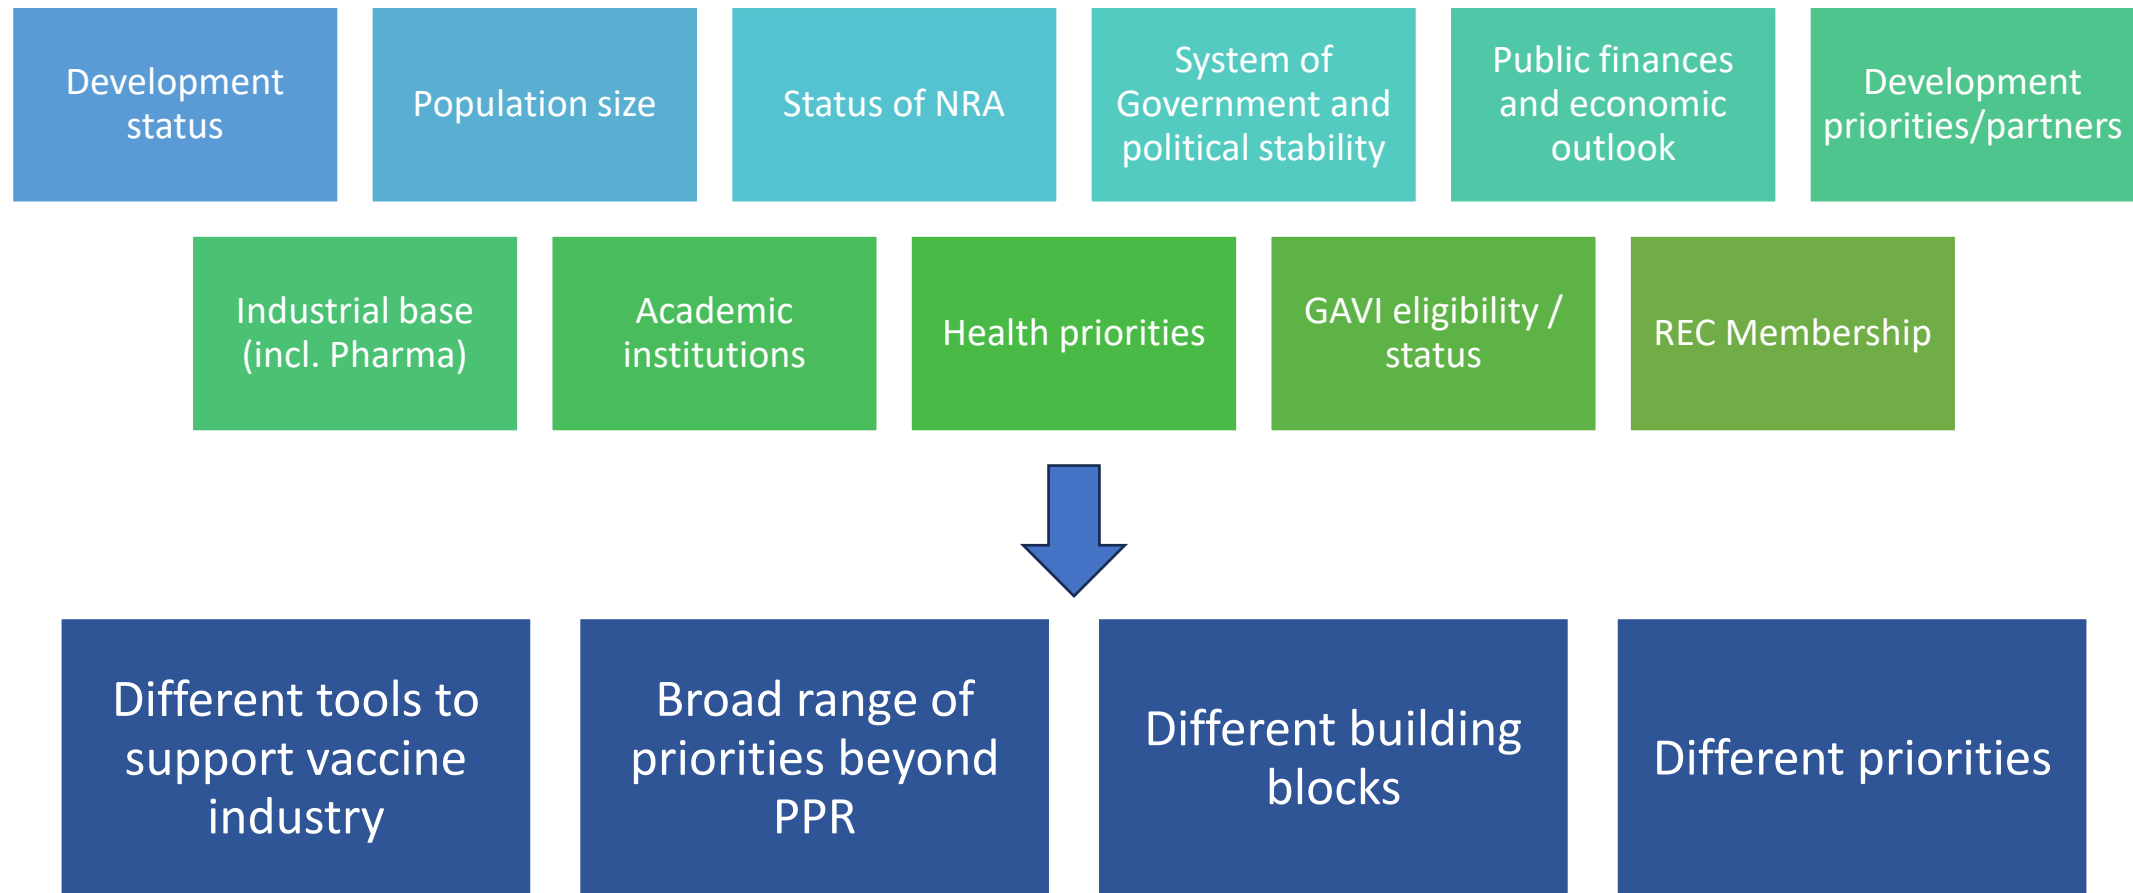 Development
status
Population size
Status of NRA
System of
Government and
political stability
Public finances
and economic
outlook
Development
priorities/partners
Industrial base
(incl. Pharma)
Academic
institutions
Health priorities
GAVI eligibility /
status
REC Membership
Different tools to
support vaccine
industry
Broad range of
priorities beyond
PPR
Different building
blocks
Different priorities